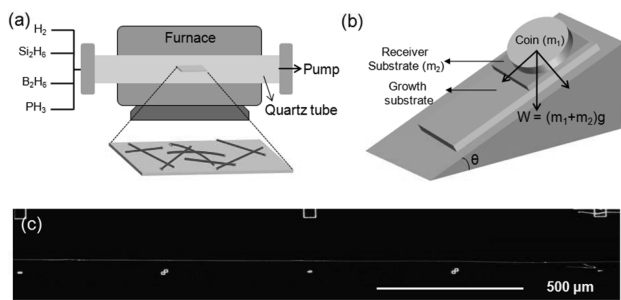 (a)
H2
Si2H6
B2H6
PH3
Furnace
Pump
Quartz tube
(b)
Coin (m1)
Receiver
Substrate (m2)
Growth
substrate
W = (m1+m2)g
θ
(c)
500 μm